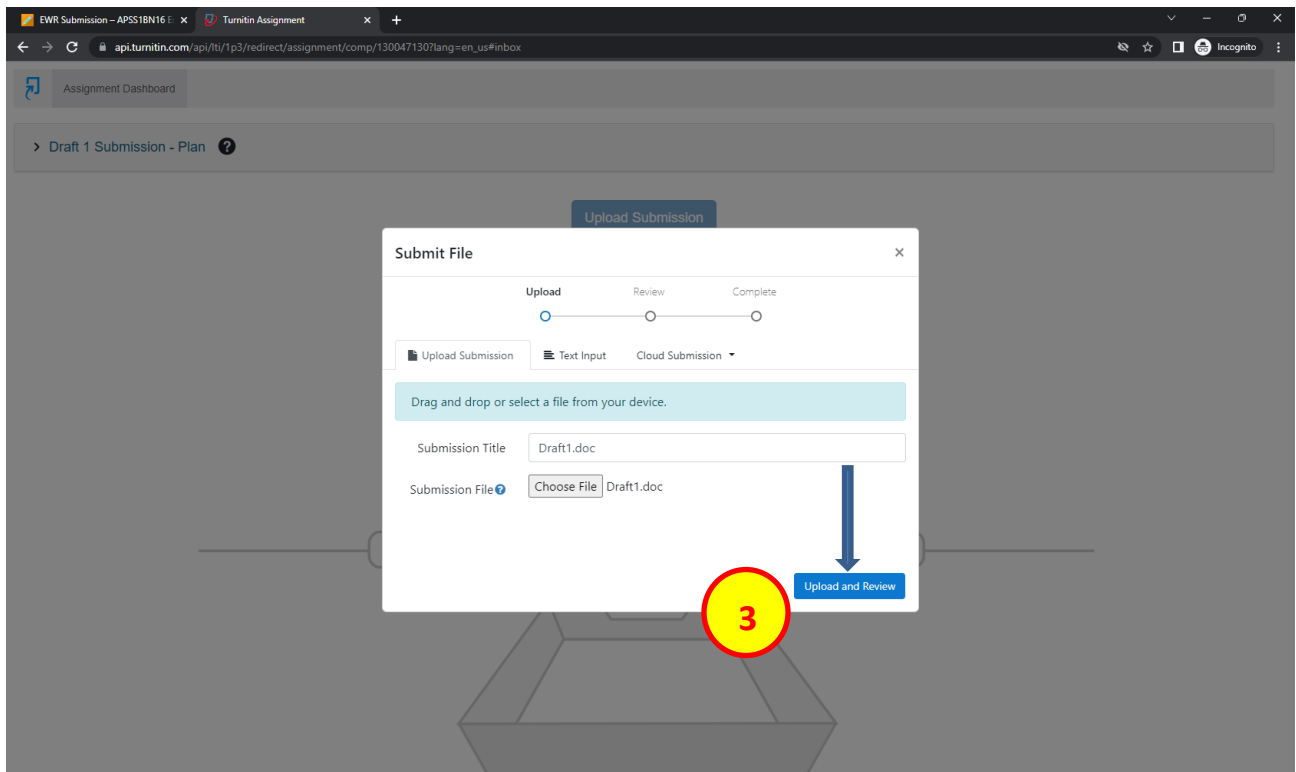 EWR Submission – APSS1BN16 E
Turnitin Assignment
api.turnitin.com/api/lti/1p3/redirect/assignment/comp/130047130?lang=en_us#inbox
Incognito
Assignment Dashboard
Draft 1 Submission - Plan ?
Upload Submission
Submit File
Upload Review Complete
Upload Submission Text Input Cloud Submission
Drag and drop or select a file from your device.
Submission Title Draft1.doc
Submission File ? Choose File Draft1.doc
Upload and Review
3